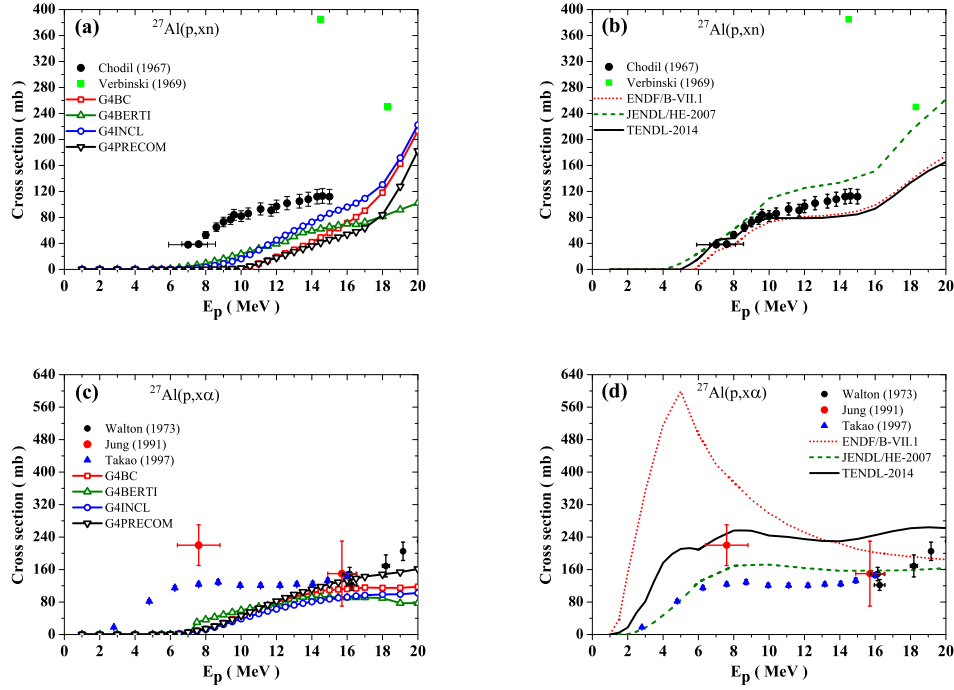 (a)
²⁷Al(p,xn)
Chodil (1967)
Verbinski (1969)
G4BC
G4BERTI
G4INCL
G4PRECOM
Cross section ( mb )
400
360
320
280
240
200
160
120
80
40
0
0 2 4 6 8 10 12 14 16 18 20
Eₚ ( MeV )
(b)
²⁷Al(p,xn)
Chodil (1967)
Verbinski (1969)
ENDF/B-VII.1
JENDL/HE-2007
TENDL-2014
Cross section ( mb )
400
360
320
280
240
200
160
120
80
40
0
0 2 4 6 8 10 12 14 16 18 20
Eₚ ( MeV )
(c)
²⁷Al(p,xα)
Walton (1973)
Jung (1991)
Takao (1997)
G4BC
G4BERTI
G4INCL
G4PRECOM
Cross section ( mb )
640
560
480
400
320
240
160
80
0
0 2 4 6 8 10 12 14 16 18 20
Eₚ ( MeV )
(d)
²⁷Al(p,xα)
Walton (1973)
Jung (1991)
Takao (1997)
ENDF/B-VII.1
JENDL/HE-2007
TENDL-2014
Cross section ( mb )
640
560
480
400
320
240
160
80
0
0 2 4 6 8 10 12 14 16 18 20
Eₚ ( MeV )